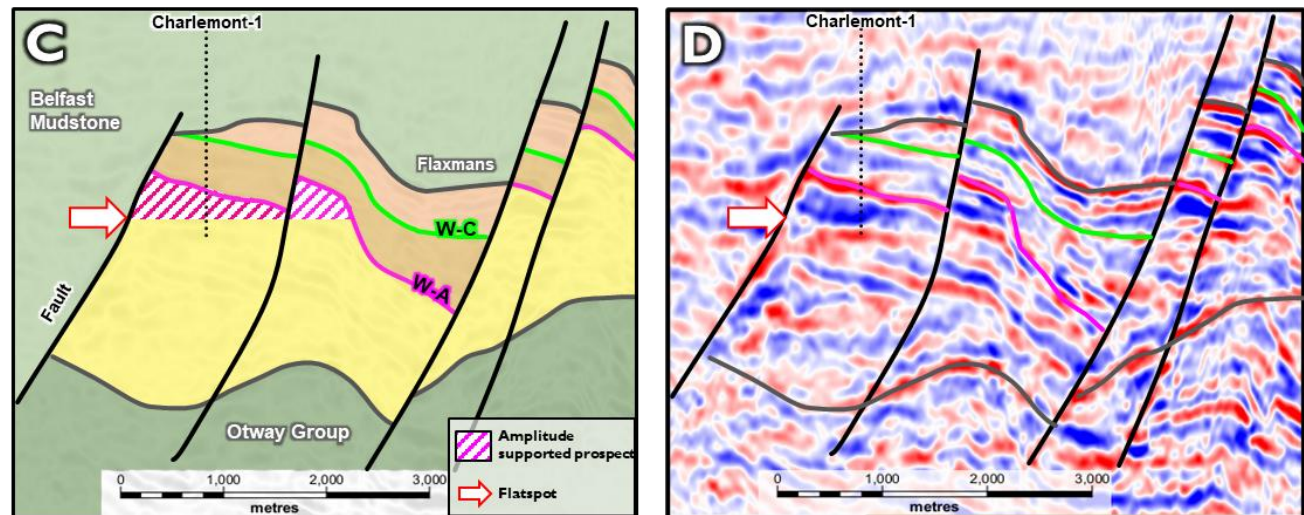 C
Charlemont-1
Belfast
Mudstone
Flaxmans
W-C
W-A
Fault
Otway Group
Amplitude
supported prospect
Flatspot
0 1,000 2,000 3,000
metres
D
Charlemont-1
0 1,000 2,000 3,000
metres